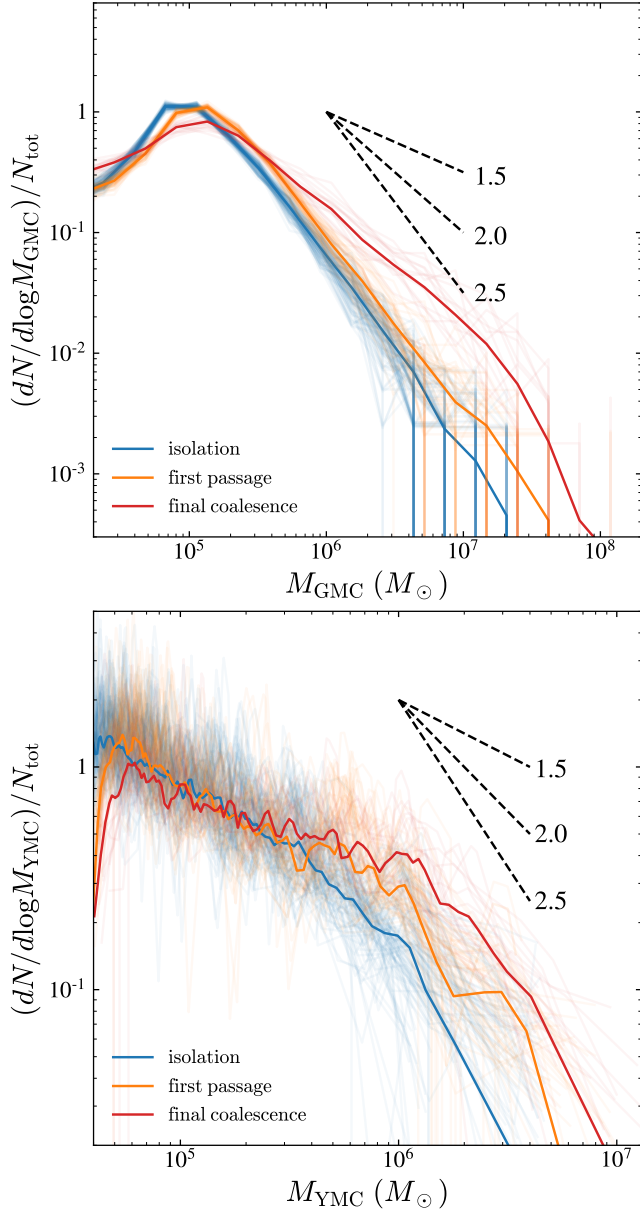 (dN/dlogM_GMC)/N_tot
1
10^-1
10^-2
10^-3
1.5
2.0
2.5
isolation
first passage
final coalesence
10^5
10^6
10^7
10^8
M_GMC (M_⊙)
(dN/dlogM_YMC)/N_tot
1
10^-1
1.5
2.0
2.5
isolation
first passage
final coalescence
10^5
10^6
10^7
M_YMC (M_⊙)